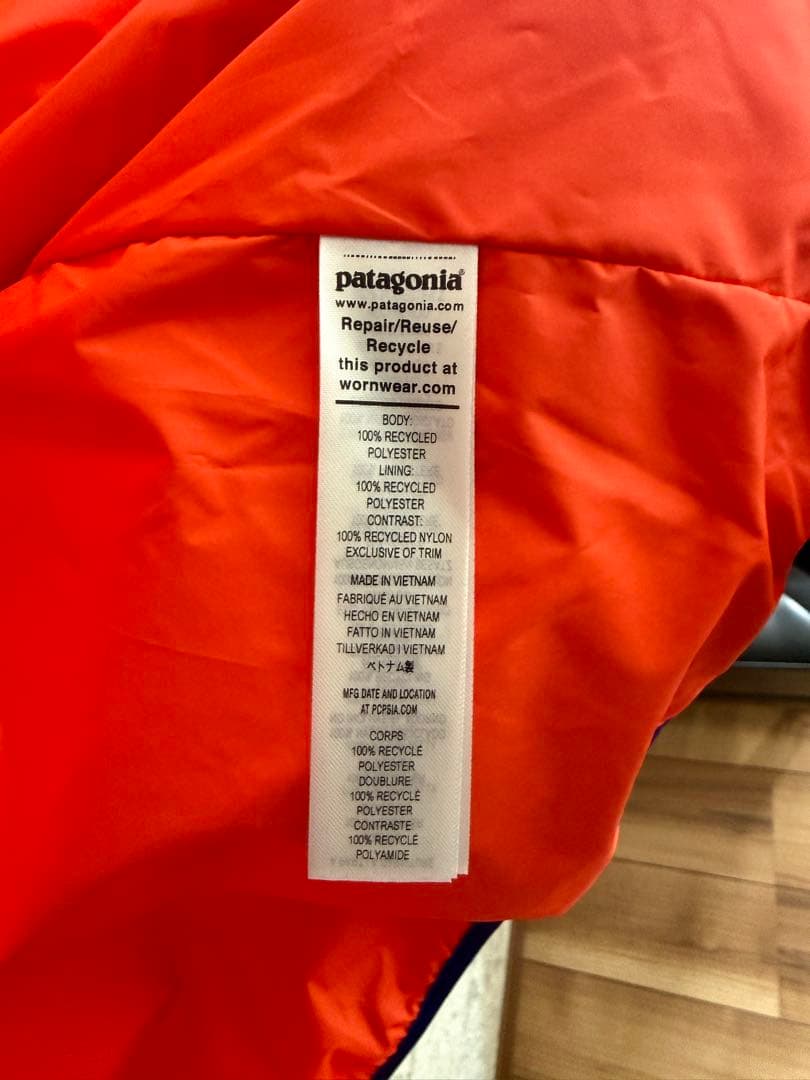 patagonia®
www.patagonia.com
Repair/Reuse/
Recycle
this product at
wornwear.com
BODY:
100% RECYCLED
POLYESTER
LINING:
100% RECYCLED
POLYESTER
CONTRAST:
100% RECYCLED NYLON
EXCLUSIVE OF TRIM
MADE IN VIETNAM
FABRIQUÉ AU VIETNAM
HECHO EN VIETNAM
FATTO IN VIETNAM
TILLVERKAD I VIETNAM
ベトナム製
MFG DATE AND LOCATION
AT PCPSIA.COM
CORPS:
100% RECYCLÉ
POLYESTER
DOUBLURE:
100% RECYCLÉ
POLYESTER
CONTRASTE:
100% RECYCLÉ
POLYAMIDE